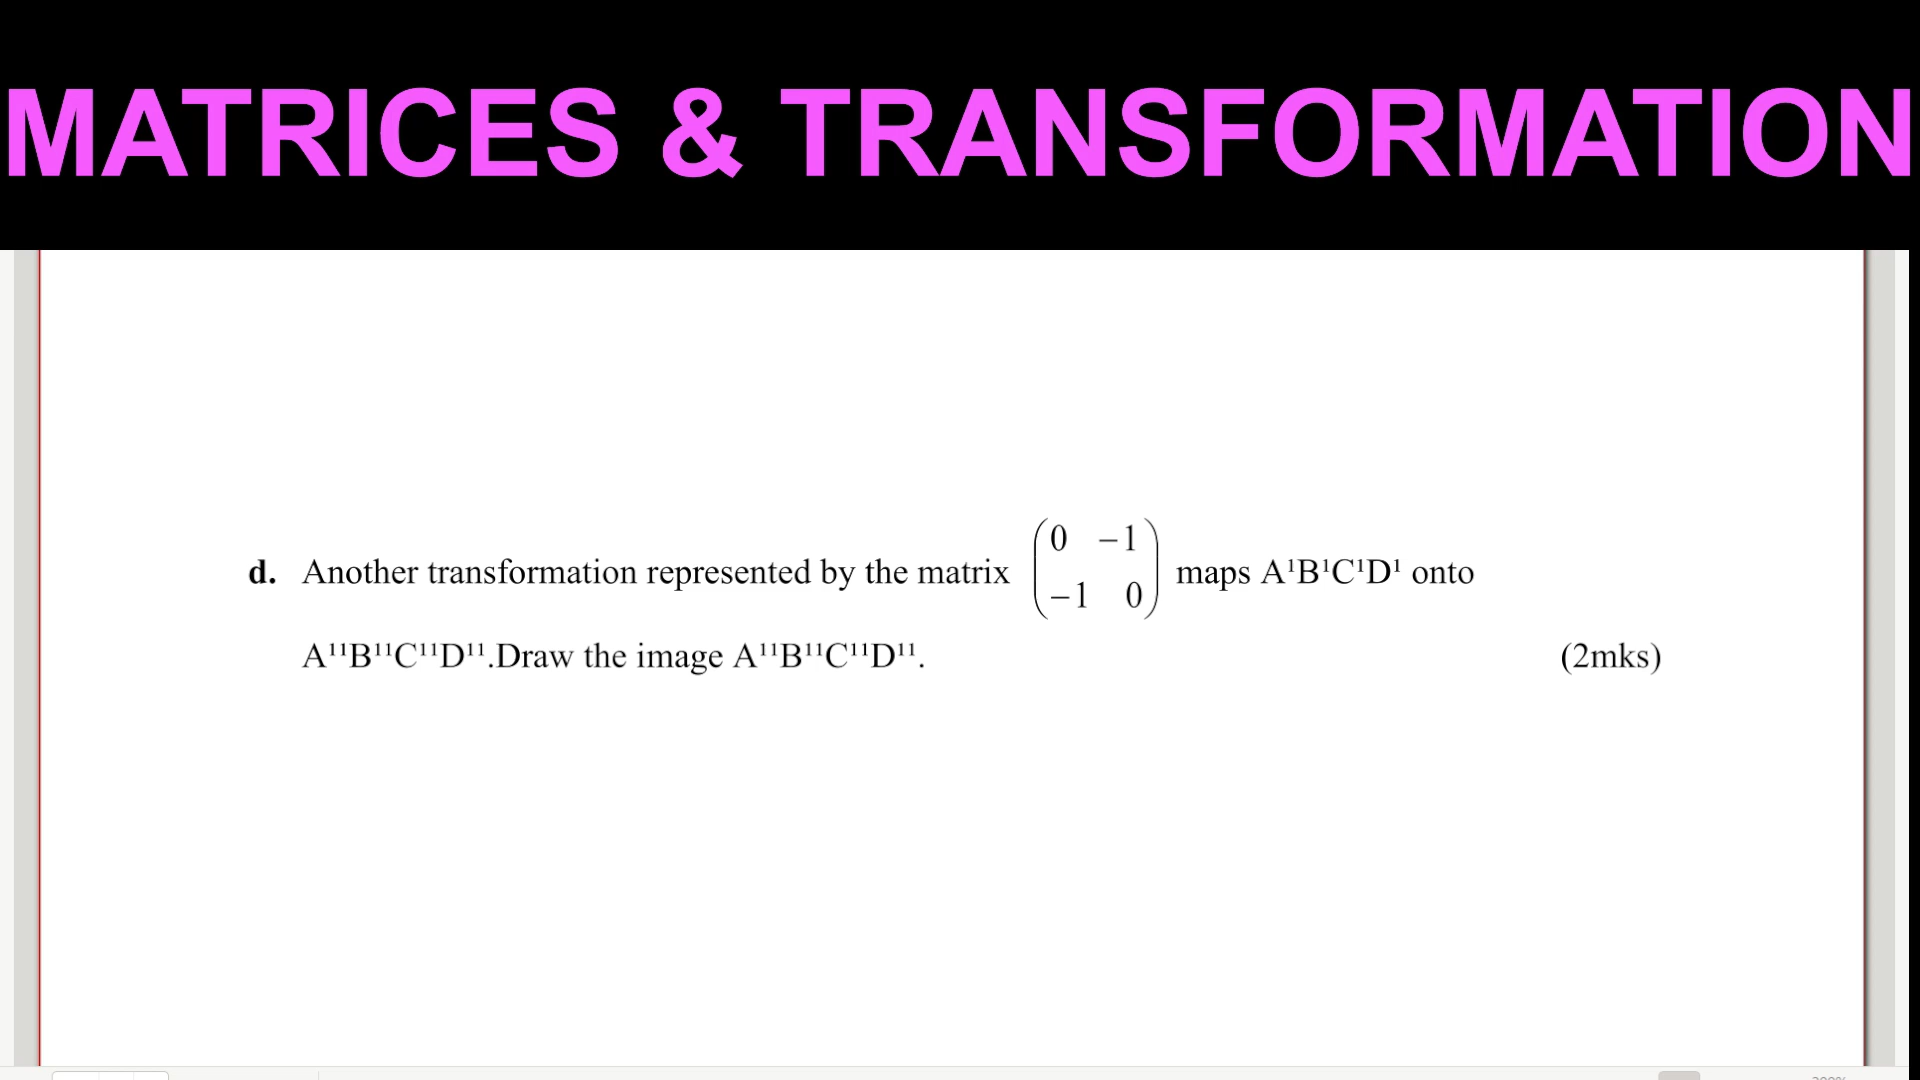 MATRICES & TRANSFORMATION
d. Another transformation represented by the matrix (0 −1
−1 0) maps A¹B¹C¹D¹ onto
A¹¹B¹¹C¹¹D¹¹.Draw the image A¹¹B¹¹C¹¹D¹¹. (2mks)